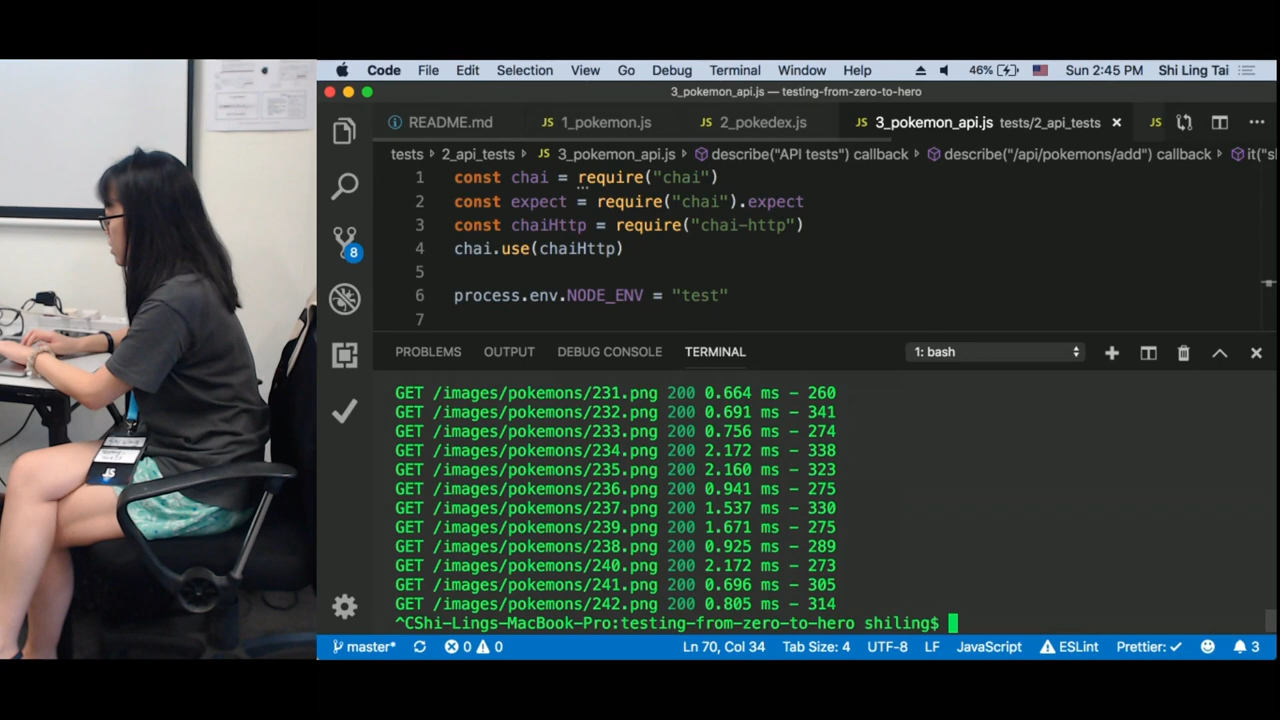 Code File Edit Selection View Go Debug Terminal Window Help 46% Sun 2:45 PM Shi Ling Tai
3_pokemon_api.js — testing-from-zero-to-hero
README.md JS 1_pokemon.js JS 2_pokedex.js JS 3_pokemon_api.js tests/2_api_tests × JS
tests 2_api_tests JS 3_pokemon_api.js describe("API tests") callback describe("/api/pokemons/add") callback it("s
1 const chai = require("chai")
2 const expect = require("chai").expect
3 const chaiHttp = require("chai-http")
4 chai.use(chaiHttp)
5
6 process.env.NODE_ENV = "test"
7
8
PROBLEMS OUTPUT DEBUG CONSOLE TERMINAL 1: bash
GET /images/pokemons/231.png 200 0.664 ms - 260
GET /images/pokemons/232.png 200 0.691 ms - 341
GET /images/pokemons/233.png 200 0.756 ms - 274
GET /images/pokemons/234.png 200 2.172 ms - 338
GET /images/pokemons/235.png 200 2.160 ms - 323
GET /images/pokemons/236.png 200 0.941 ms - 275
GET /images/pokemons/237.png 200 1.537 ms - 330
GET /images/pokemons/239.png 200 1.671 ms - 275
GET /images/pokemons/238.png 200 0.925 ms - 289
GET /images/pokemons/240.png 200 2.172 ms - 273
GET /images/pokemons/241.png 200 0.696 ms - 305
GET /images/pokemons/242.png 200 0.805 ms - 314
^CShi-Lings-MacBook-Pro:testing-from-zero-to-hero shiling$
master* 0 0 Ln 70, Col 34 Tab Size: 4 UTF-8 LF JavaScript ESLint Prettier: ✓ 3
JS